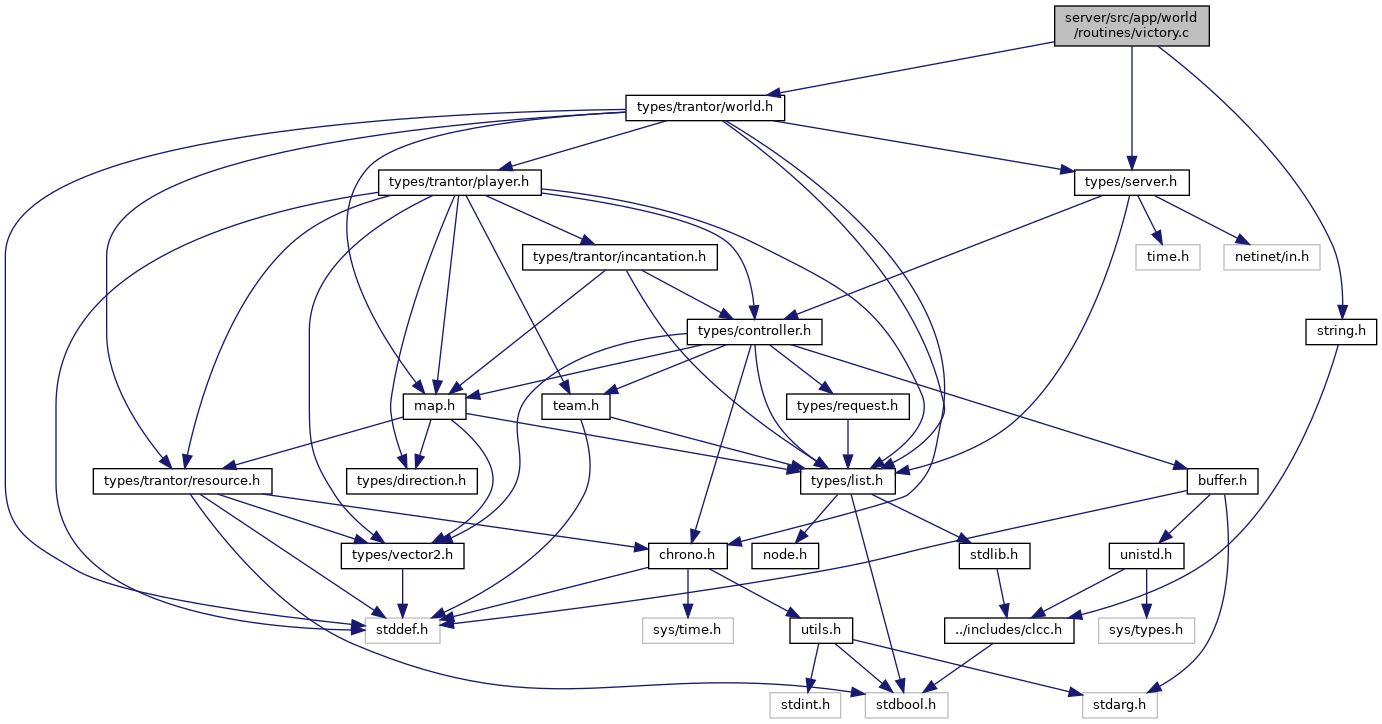 server/src/app/world
/routines/victory.c
types/trantor/world.h
types/trantor/player.h
types/server.h
types/trantor/incantation.h
time.h
netinet/in.h
types/controller.h
string.h
map.h
team.h
types/request.h
types/trantor/resource.h
types/direction.h
types/list.h
buffer.h
types/vector2.h
chrono.h
node.h
stdlib.h
unistd.h
stddef.h
sys/time.h
utils.h
../includes/clcc.h
sys/types.h
stdint.h
stdbool.h
stdarg.h